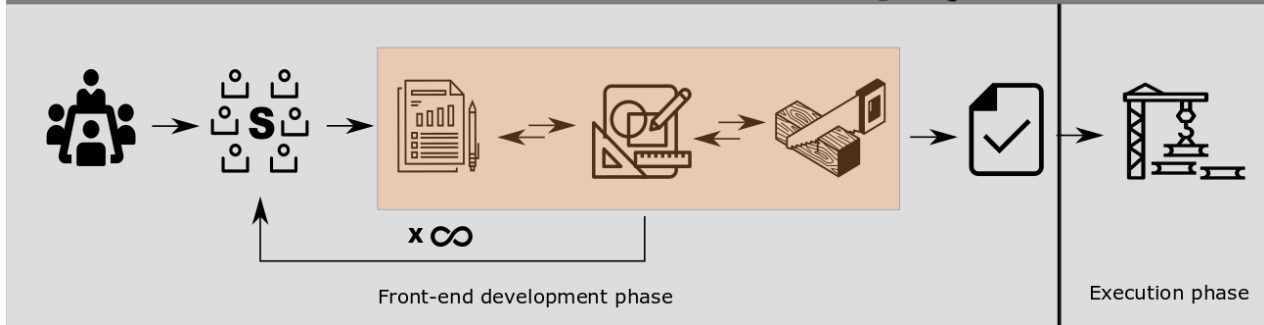 S
x ∞
Front-end development phase
Execution phase